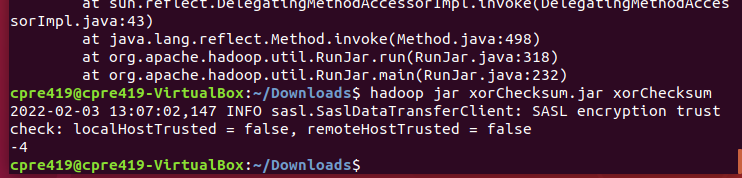 at sun.reflect.DelegatingMethodAccessorImpl.invoke(DelegatingMethodAcces
sorImpl.java:43)
at java.lang.reflect.Method.invoke(Method.java:498)
at org.apache.hadoop.util.RunJar.run(RunJar.java:318)
at org.apache.hadoop.util.RunJar.main(RunJar.java:232)
cpre419@cpre419-VirtualBox:~/Downloads$ hadoop jar xorChecksum.jar xorChecksum
2022-02-03 13:07:02,147 INFO sasl.SaslDataTransferClient: SASL encryption trust
check: localHostTrusted = false, remoteHostTrusted = false
-4
cpre419@cpre419-VirtualBox:~/Downloads$